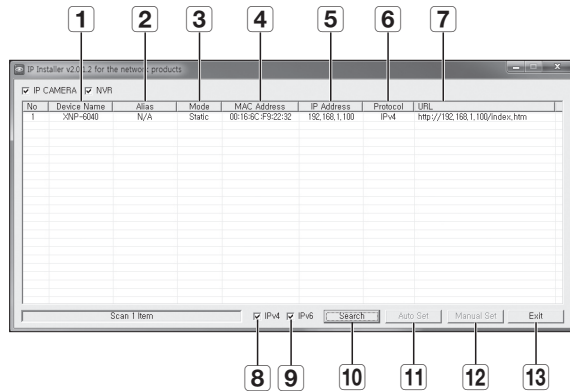 1 2 3 4 5 6 7
IP Installer v2.0.1.2 for the network products
IP CAMERA NVR
No Device Name Alias Mode MAC Address IP Address Protocol URL
1 XNP-6040 N/A Static 00:16:6C:F9:22:32 192,168,1,100 IPv4 http://192,168,1,100/index,htm
Scan 1 Item IPv4 IPv6 Search Auto Set Manual Set Exit
8 9 10 11 12 13